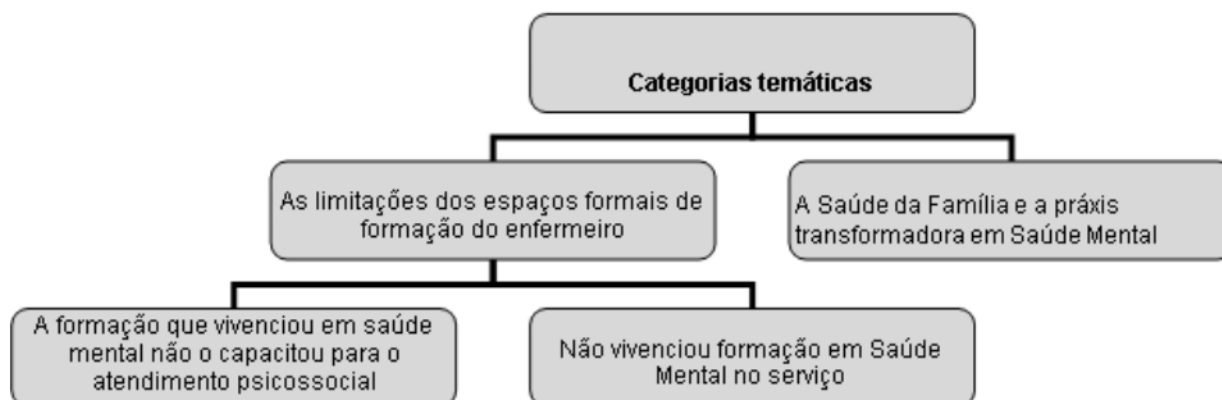 Categorias temáticas
As limitações dos espaços formais de
formação do enfermeiro
A Saúde da Família e a práxis
transformadora em Saúde Mental
A formação que vivenciou em saúde
mental não o capacitou para o
atendimento psicossocial
Não vivenciou formação em Saúde
Mental no serviço